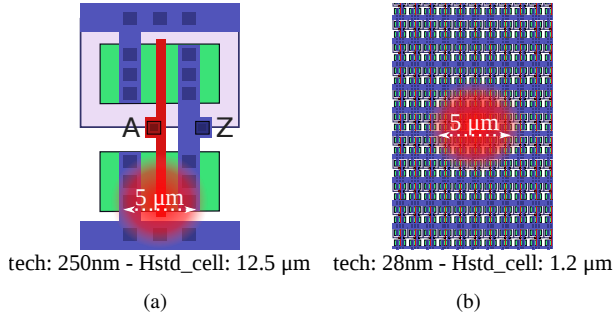 A Z
5 μm
5 μm
tech: 250nm - Hstd_cell: 12.5 μm
tech: 28nm - Hstd_cell: 1.2 μm
(a)
(b)